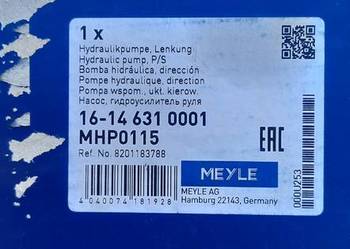 1 x
Hydraulikpumpe, Lenkung
Hydraulic pump, P/S
Bomba hidráulica, dirección
Pompe hydraulique, direction
Pompa wspom., ukt. kierow.
Насос, гидроусилитель руля
16-14 631 0001
MHP0115
Ref. No. 8201183788
EAC
MEYLE
MEYLE AG
Hamburg 22143, Germany
4 040074 181928
000U253